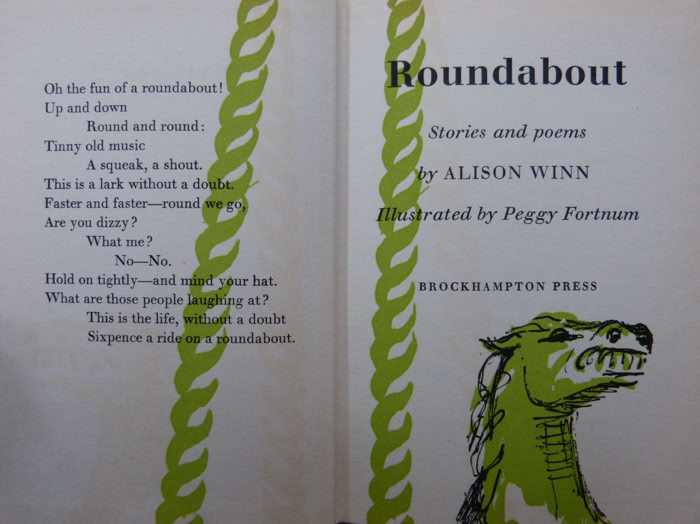 Oh the fun of a roundabout!
Up and down
Round and round:
Tinny old music
A squeak, a shout.
This is a lark without a doubt.
Faster and faster—round we go,
Are you dizzy?
What me?
No—No.
Hold on tightly—and mind your hat.
What are those people laughing at?
This is the life, without a doubt
Sixpence a ride on a roundabout.
Roundabout
Stories and poems
by ALISON WINN
Illustrated by Peggy Fortnum
BROCKHAMPTON PRESS